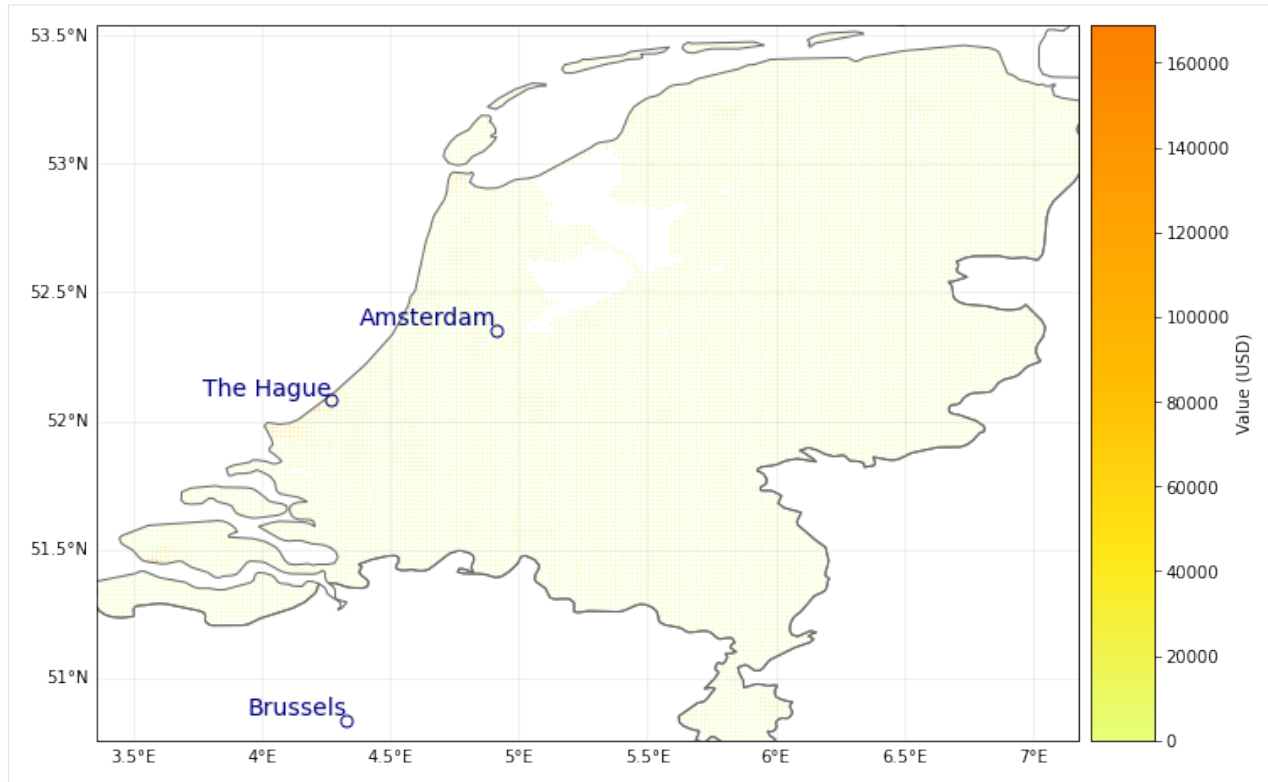 53.5°N
53°N
52.5°N
52°N
51.5°N
51°N
3.5°E
4°E
4.5°E
5°E
5.5°E
6°E
6.5°E
7°E
Amsterdam
The Hague
Brussels
160000
140000
120000
100000
80000
60000
40000
20000
0
Value (USD)